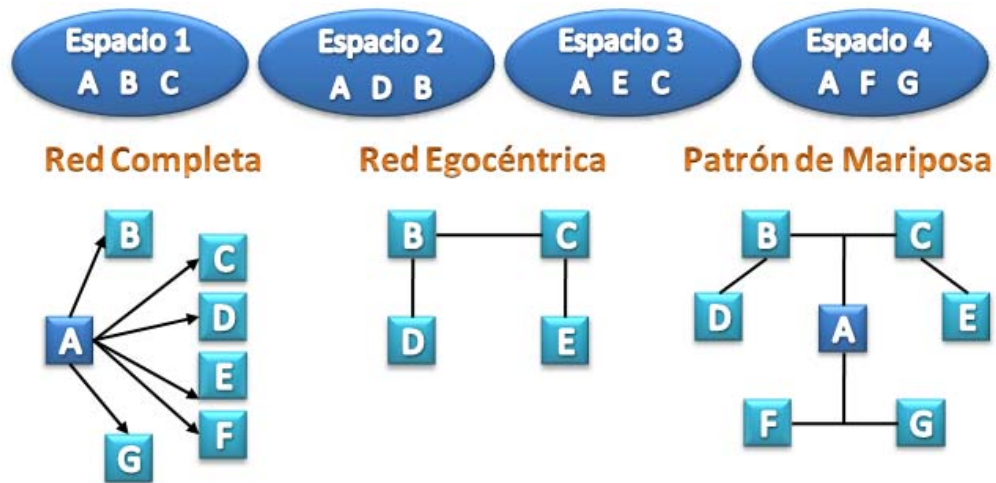 Espacio 1
A B C
Espacio 2
A D B
Espacio 3
A E C
Espacio 4
A F G
Red Completa
Red Egocéntrica
Patrón de Mariposa
B
C
A
D
E
F
G
B
C
D
E
B
C
D
A
E
F
G